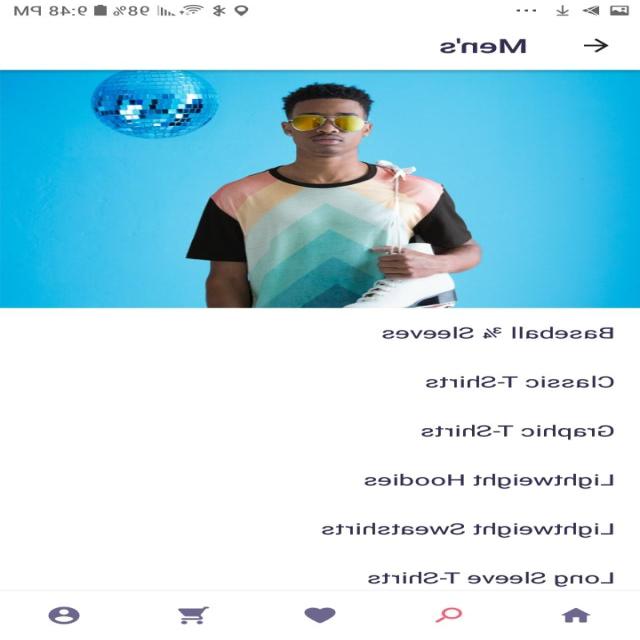 9:48 PM
98%
Men's
Baseball ¾ Sleeves
Classic T-Shirts
Graphic T-Shirts
Lightweight Hoodies
Lightweight Sweatshirts
Long Sleeve T-Shirts